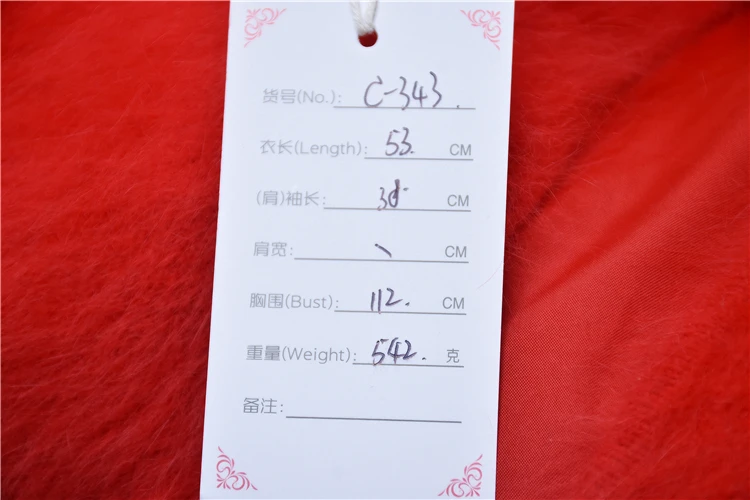 货号(No.): C-343.
衣长(Length): 53. CM
(肩)袖长: CM
肩宽: \ CM
胸围(Bust): 112. CM
重量(Weight): 542. 克
备注: